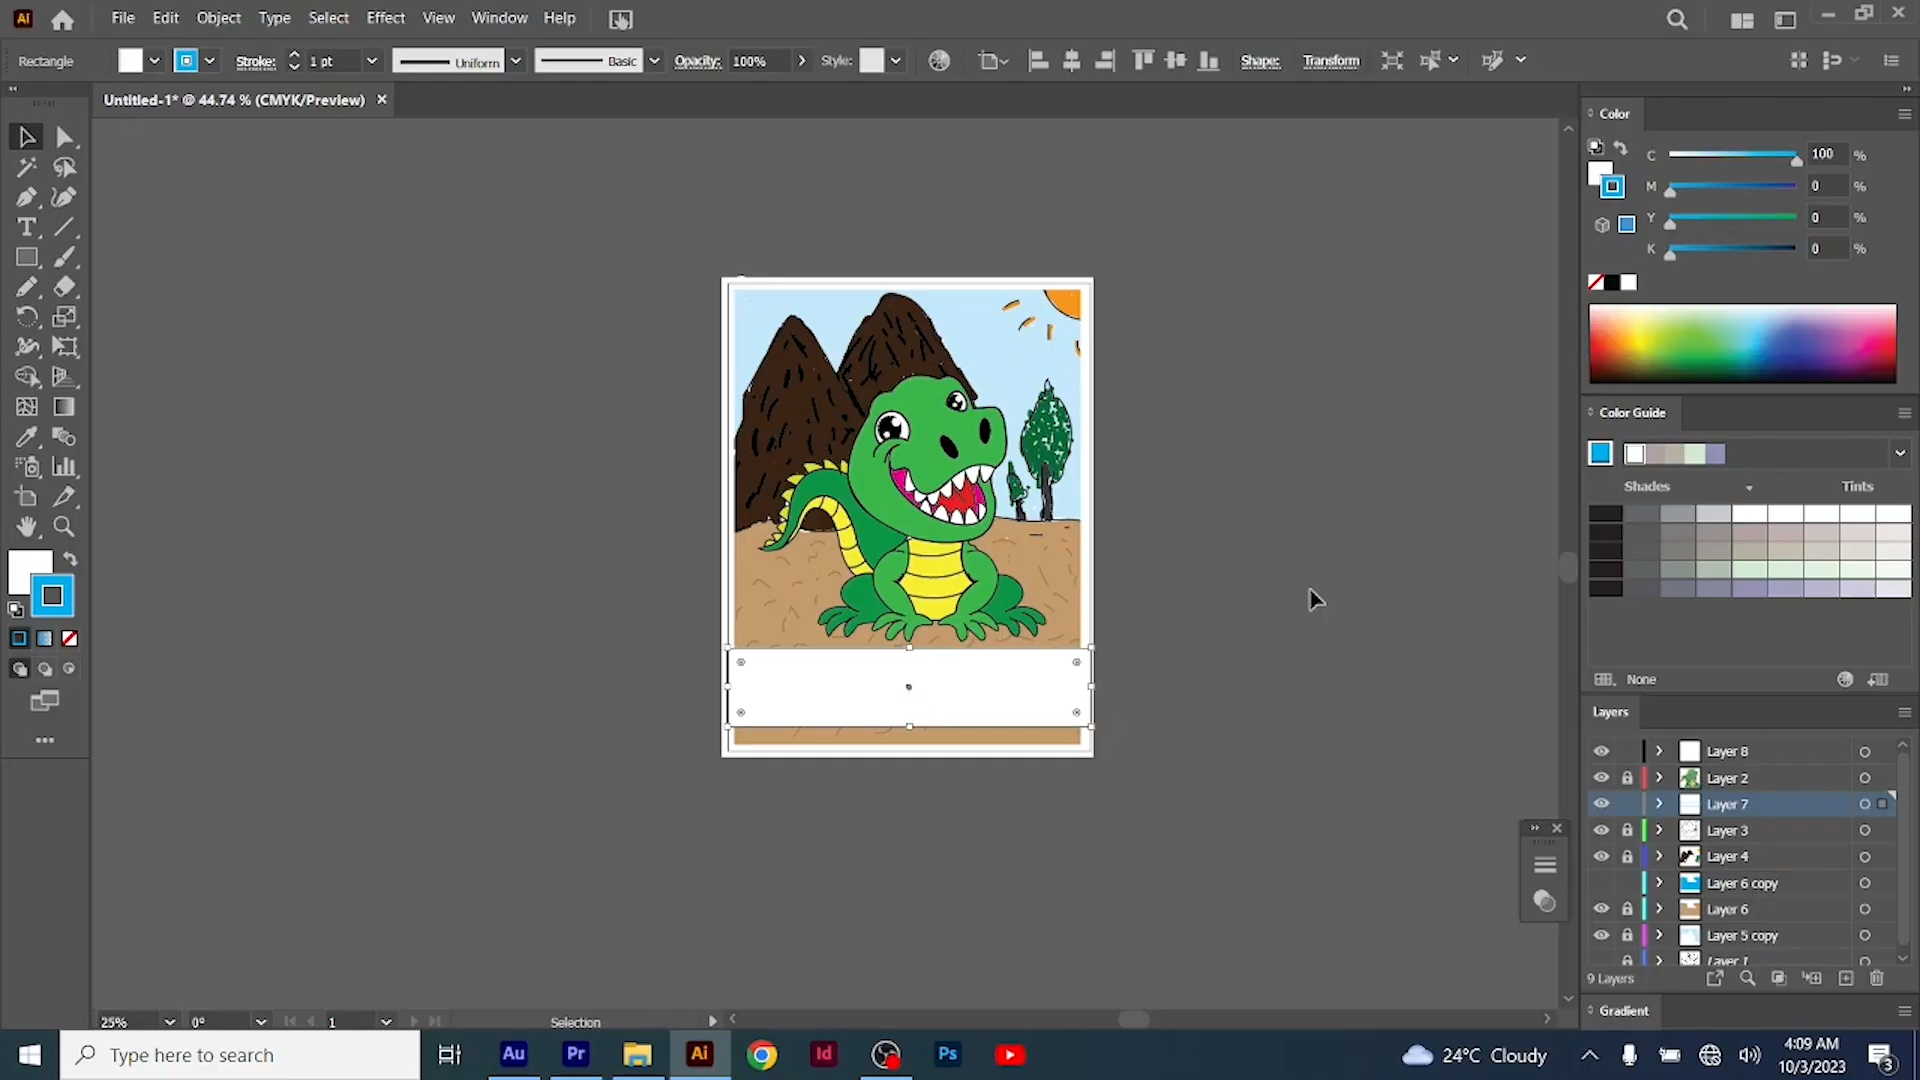 Ai File Edit Object Type Select Effect View Window Help
Rectangle Stroke: 1 pt Uniform Basic Opacity: 100% Style: Shape: Transform
Untitled-1* @ 44.74 % (CMYK/Preview)
Color
C 100 %
M 0 %
Y 0 %
K 0 %
Color Guide
Shades Tints
None
Layers
Layer 8
Layer 2
Layer 7
Layer 3
Layer 4
Layer 6 copy
Layer 6
Layer 5 copy
Layer 1
9 Layers
Gradient
25% 0° 1 Selection
Type here to search Au Pr Ai Id Ps 24°C Cloudy 4:09 AM
10/3/2023 3